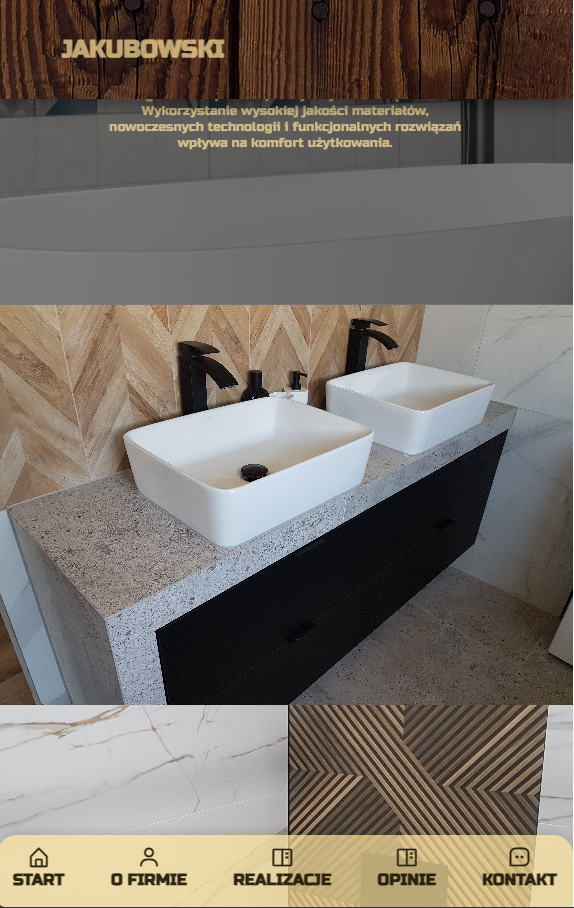 JAKUBOWSKI
Wykorzystanie wysokiej jakości materiałów,
nowoczesnych technologii i funkcjonalnych rozwiązań
wpływa na komfort użytkowania.
START
O FIRMIE
REALIZACJE
OPINIE
KONTAKT